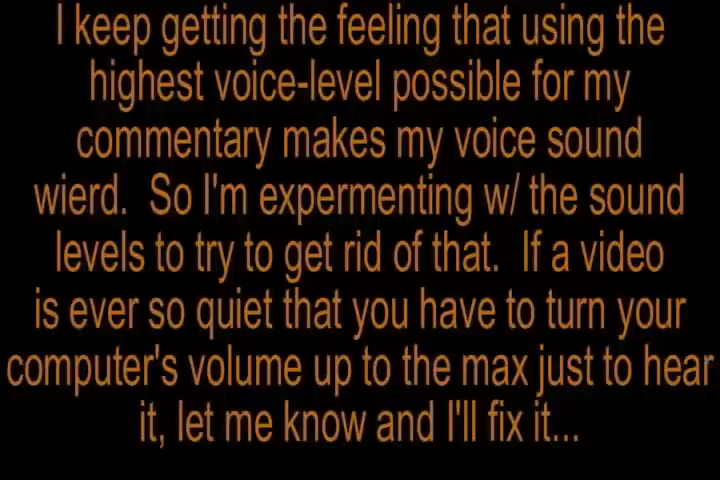 I keep getting the feeling that using the
highest voice-level possible for my
commentary makes my voice sound
wierd.  So I'm expermenting w/ the sound
levels to try to get rid of that.  If a video
is ever so quiet that you have to turn your
computer's volume up to the max just to hear
it, let me know and I'll fix it...